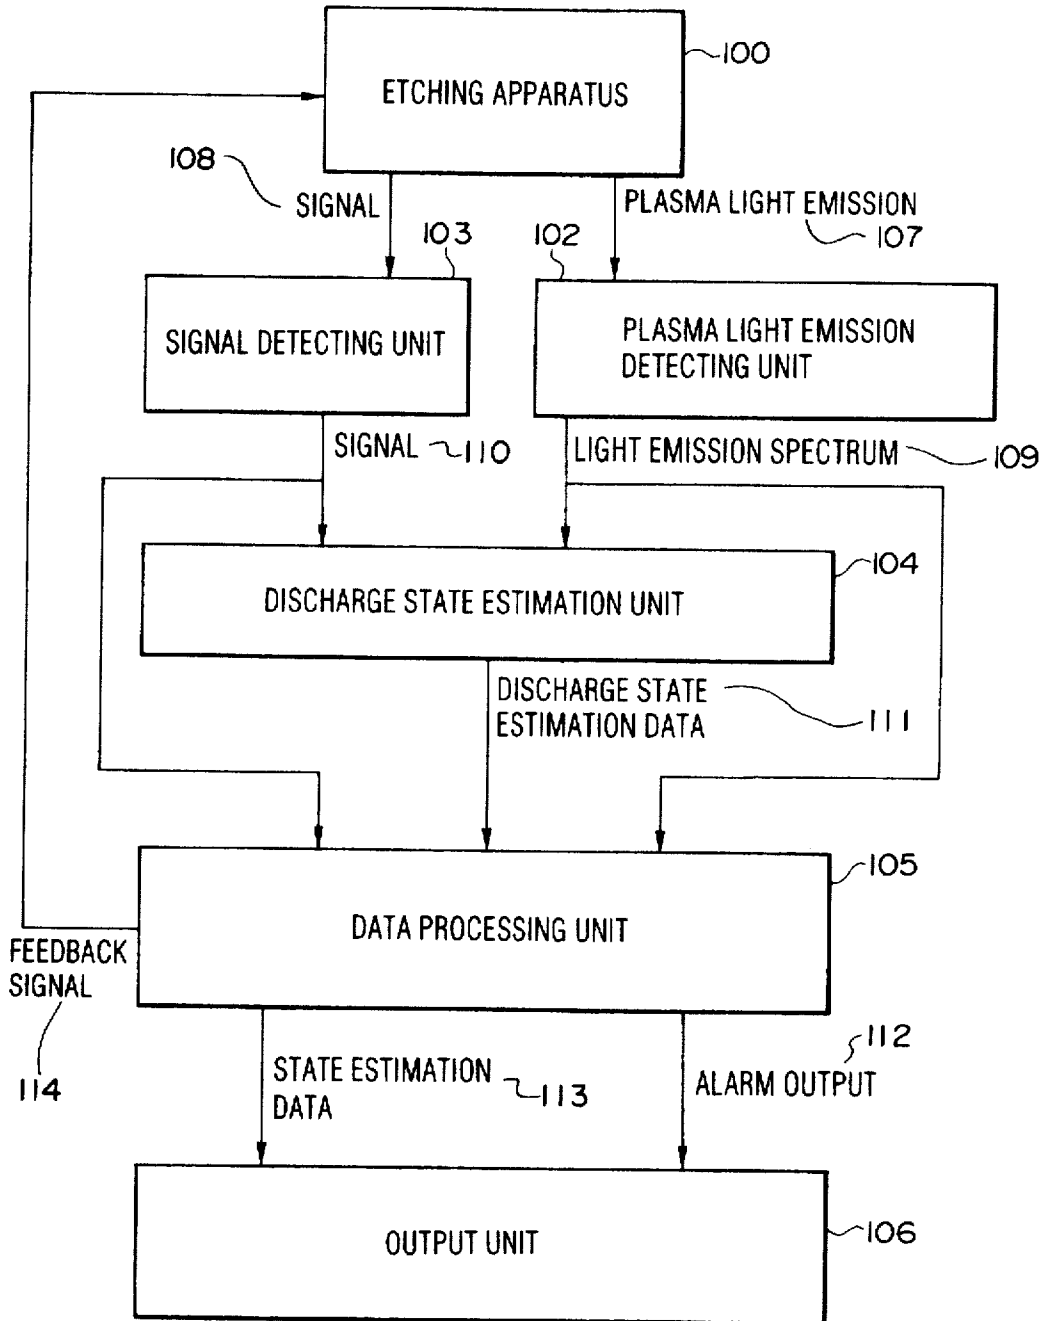 ETCHING APPARATUS
100
108
SIGNAL
PLASMA LIGHT EMISSION
107
103
102
SIGNAL DETECTING UNIT
PLASMA LIGHT EMISSION
DETECTING UNIT
SIGNAL
110
LIGHT EMISSION SPECTRUM
109
104
DISCHARGE STATE ESTIMATION UNIT
DISCHARGE STATE
ESTIMATION DATA
111
105
DATA PROCESSING UNIT
FEEDBACK
SIGNAL
114
STATE ESTIMATION
DATA
113
112
ALARM OUTPUT
OUTPUT UNIT
106